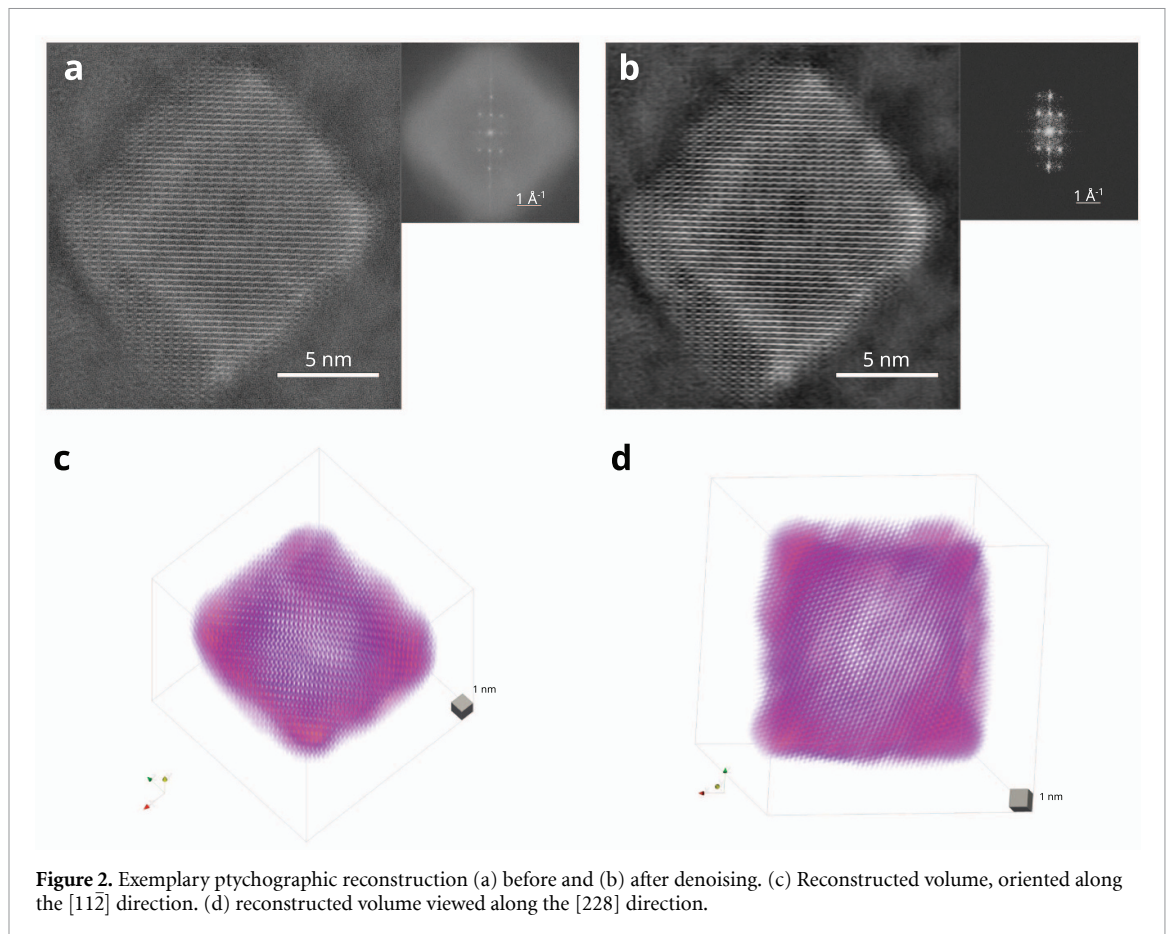 a
1 Å⁻¹
5 nm
b
1 Å⁻¹
5 nm
c
1 nm
d
1 nm
Figure 2. Exemplary ptychographic reconstruction (a) before and (b) after denoising. (c) Reconstructed volume, oriented along
the [112̄] direction. (d) reconstructed volume viewed along the [228] direction.